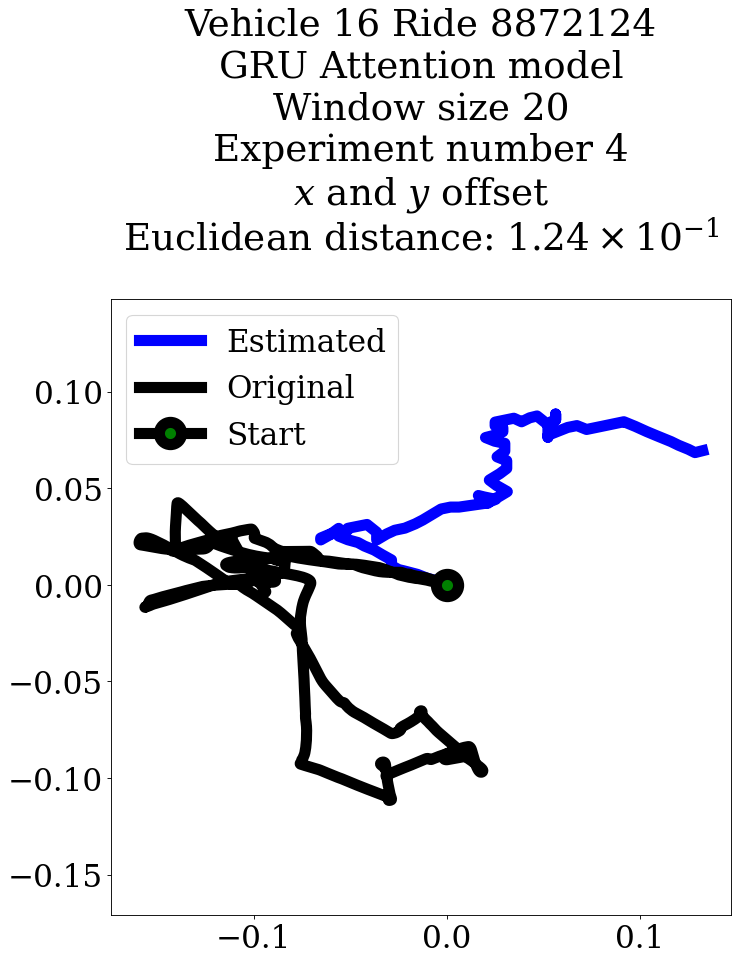 Vehicle 16 Ride 8872124
GRU Attention model
Window size 20
Experiment number 4
x and y offset
Euclidean distance: 1.24 × 10⁻¹
Estimated
Original
Start
0.10
0.05
0.00
−0.05
−0.10
−0.15
−0.1
0.0
0.1